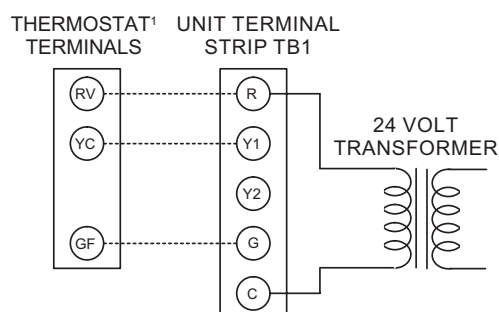 THERMOSTAT¹
TERMINALS
UNIT TERMINAL
STRIP TB1
RV
R
YC
Y1
24 VOLT
TRANSFORMER
Y2
GF
G
C